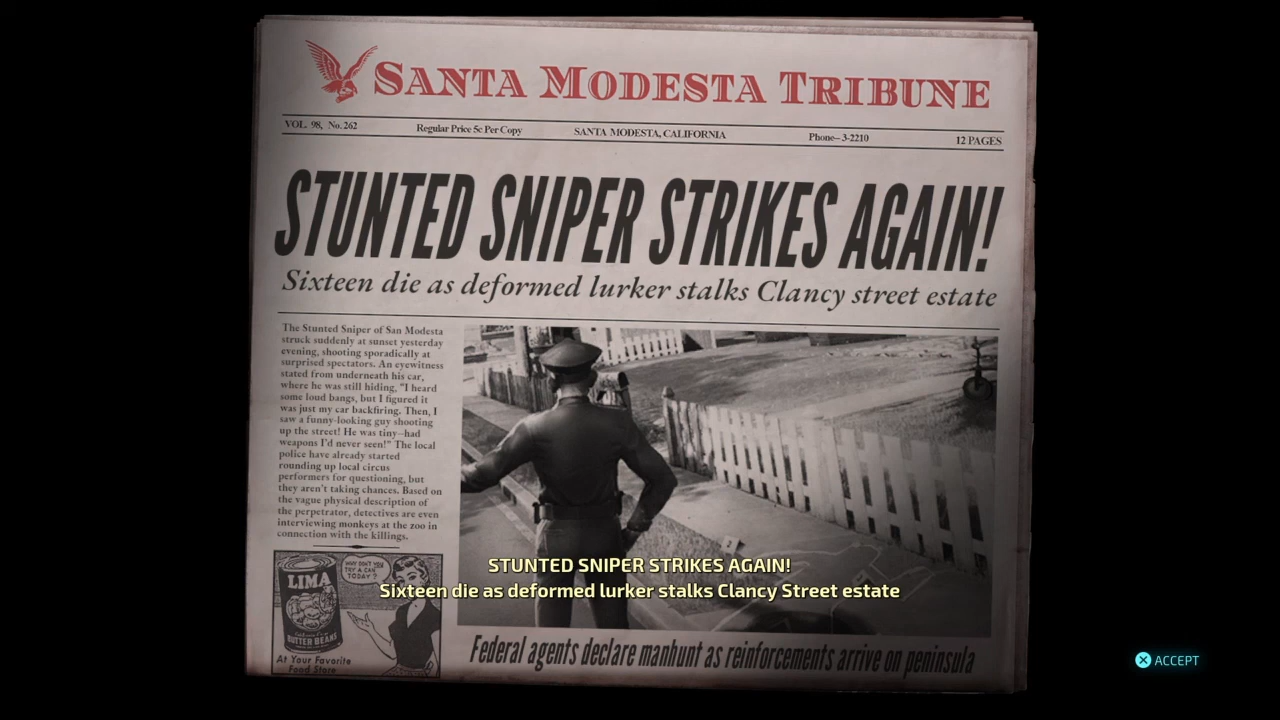 SANTA MODESTA TRIBUNE
VOL. 98, No. 262
Regular Price 5c Per Copy
SANTA MODESTA, CALIFORNIA
Phone– 3-2210
12 PAGES
STUNTED SNIPER STRIKES AGAIN!
Sixteen die as deformed lurker stalks Clancy street estate
The Stunted Sniper of San Modesta
struck suddenly at sunset yesterday
evening, shooting sporadically at
surprised spectators. An eyewitness
stated from underneath his car,
where he was still hiding, "I heard
some loud bangs, but I figured it
was just my car backfiring. Then, I
saw a funny-looking guy shooting
up the street! He was tiny—had
weapons I'd never seen!" The local
police have already started
rounding up local circus
performers for questioning, but
they aren't taking chances. Based on
the vague physical description of
the perpetrator, detectives are even
interviewing monkeys at the zoo in
connection with the killings.
LIMA
BUTTER BEANS
WHY DON'T YOU
TRY A CAN
TODAY?
At Your Favorite
Food Store
2
STUNTED SNIPER STRIKES AGAIN!
Sixteen die as deformed lurker stalks Clancy Street estate
Federal agents declare manhunt as reinforcements arrive on peninsula
ACCEPT